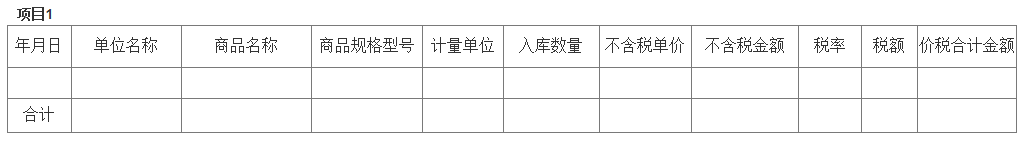 项目1
年月日 单位名称 商品名称 商品规格型号 计量单位 入库数量 不含税单价 不含税金额 税率 税额 价税合计金额
合计